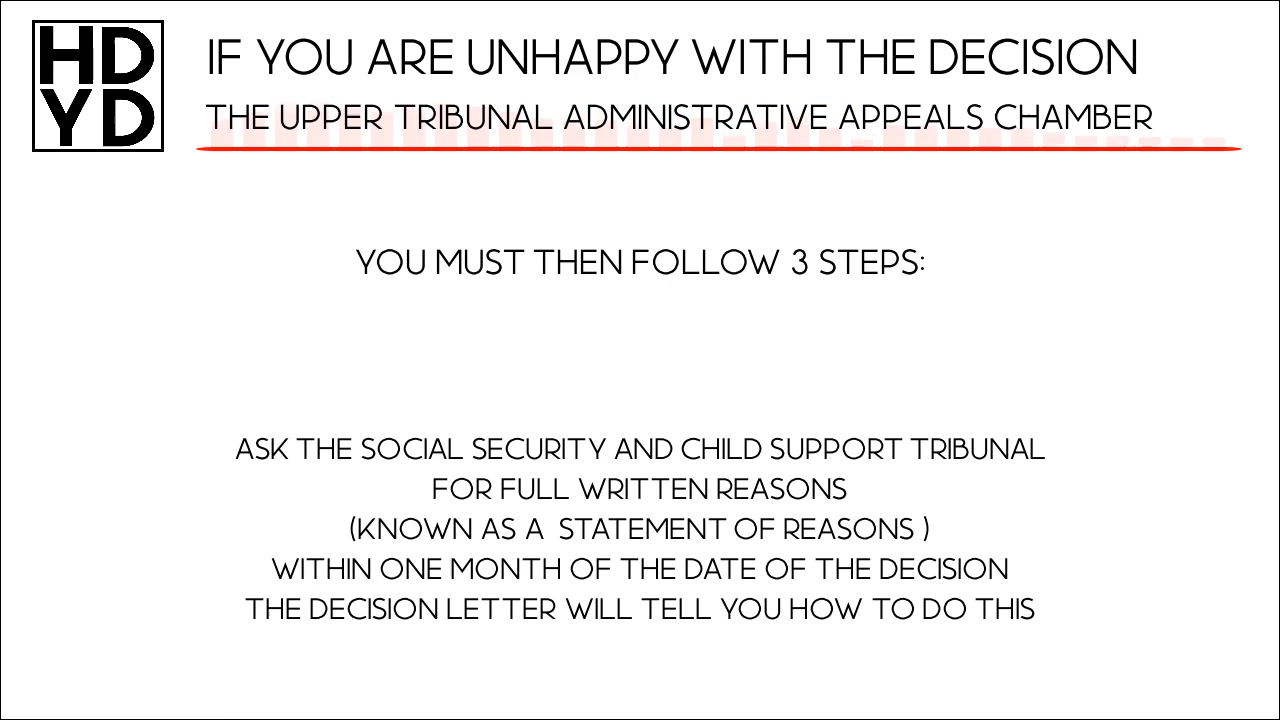 HD
YD
IF YOU ARE UNHAPPY WITH THE DECISION
THE UPPER TRIBUNAL ADMINISTRATIVE APPEALS CHAMBER
YOU MUST THEN FOLLOW 3 STEPS:
ASK THE SOCIAL SECURITY AND CHILD SUPPORT TRIBUNAL
FOR FULL WRITTEN REASONS
(KNOWN AS A STATEMENT OF REASONS )
WITHIN ONE MONTH OF THE DATE OF THE DECISION
THE DECISION LETTER WILL TELL YOU HOW TO DO THIS